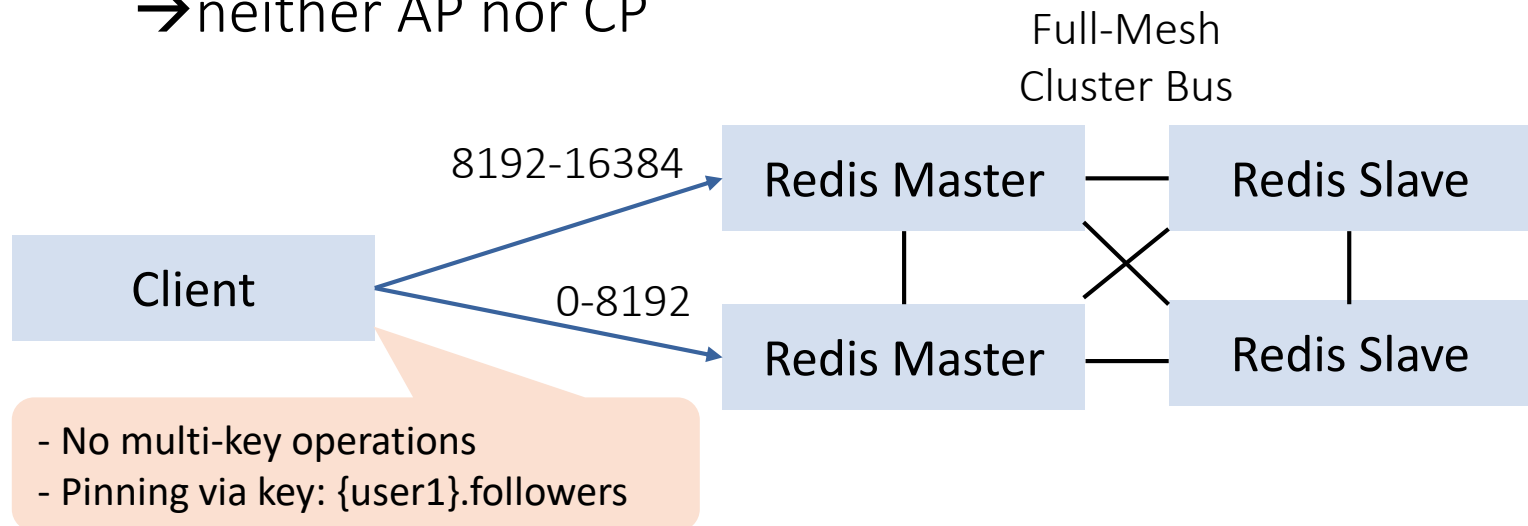 →neither AP nor CP
Full-Mesh
Cluster Bus
8192-16384
Redis Master
Redis Slave
Client
0-8192
Redis Master
Redis Slave
- No multi-key operations
- Pinning via key: {user1}.followers